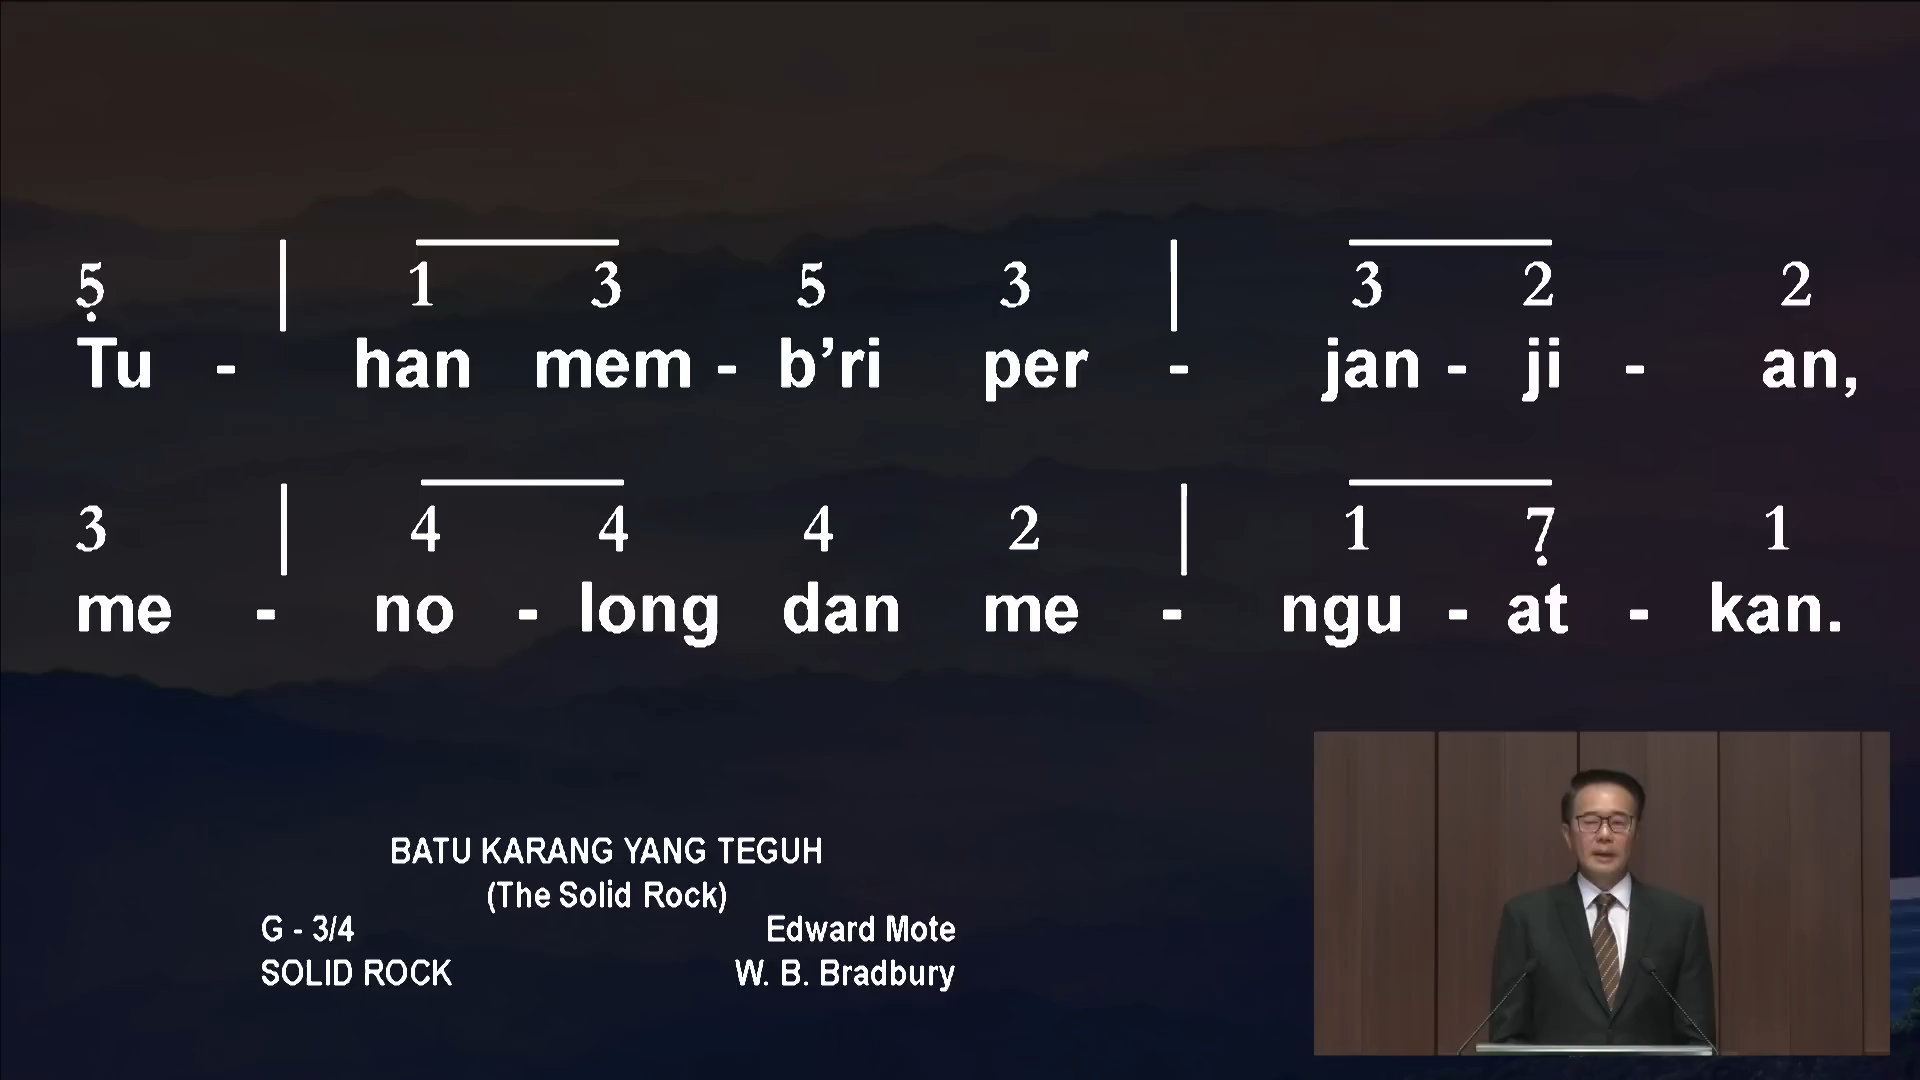 5̣ | 1 3 5 3 | 3 2 2
Tu - han mem - b’ri per - jan - ji - an,
3 | 4 4 4 2 | 1 7̣ 1
me - no - long dan me - ngu - at - kan.
BATU KARANG YANG TEGUH
(The Solid Rock)
G - 3/4 Edward Mote
SOLID ROCK W. B. Bradbury